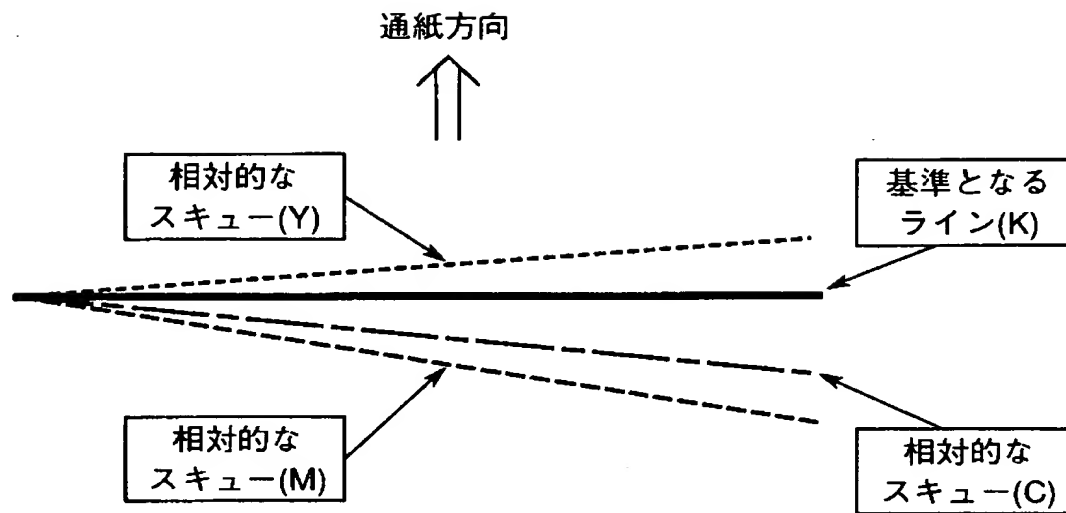 通紙方向
相対的な
スキュー(Y)
基準となる
ライン(K)
相対的な
スキュー(M)
相対的な
スキュー(C)